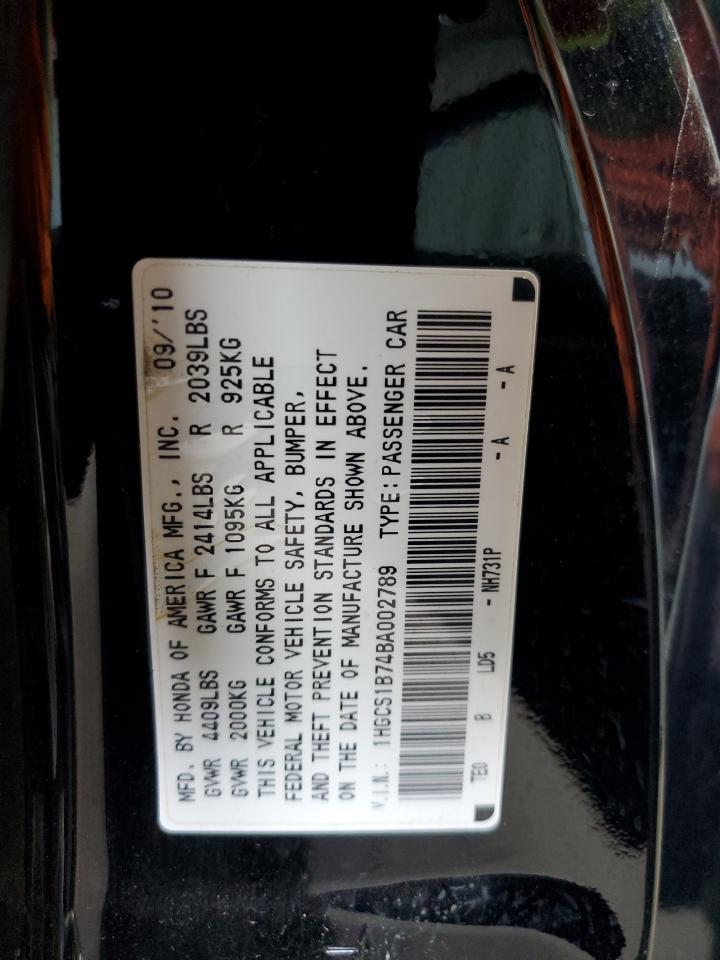 MFD. BY HONDA OF AMERICA MFG., INC. 09/'10
GVWR 4409LBS GAWR F 2414LBS R 2039LBS
GVWR 2000KG GAWR F 1095KG R 925KG
THIS VEHICLE CONFORMS TO ALL APPLICABLE
FEDERAL MOTOR VEHICLE SAFETY, BUMPER,
AND THEFT PREVENTION STANDARDS IN EFFECT
ON THE DATE OF MANUFACTURE SHOWN ABOVE.
V.I.N.: 1HGCS1B74BA002789 TYPE: PASSENGER CAR
TE0 B LD5 - NH731P - A - A